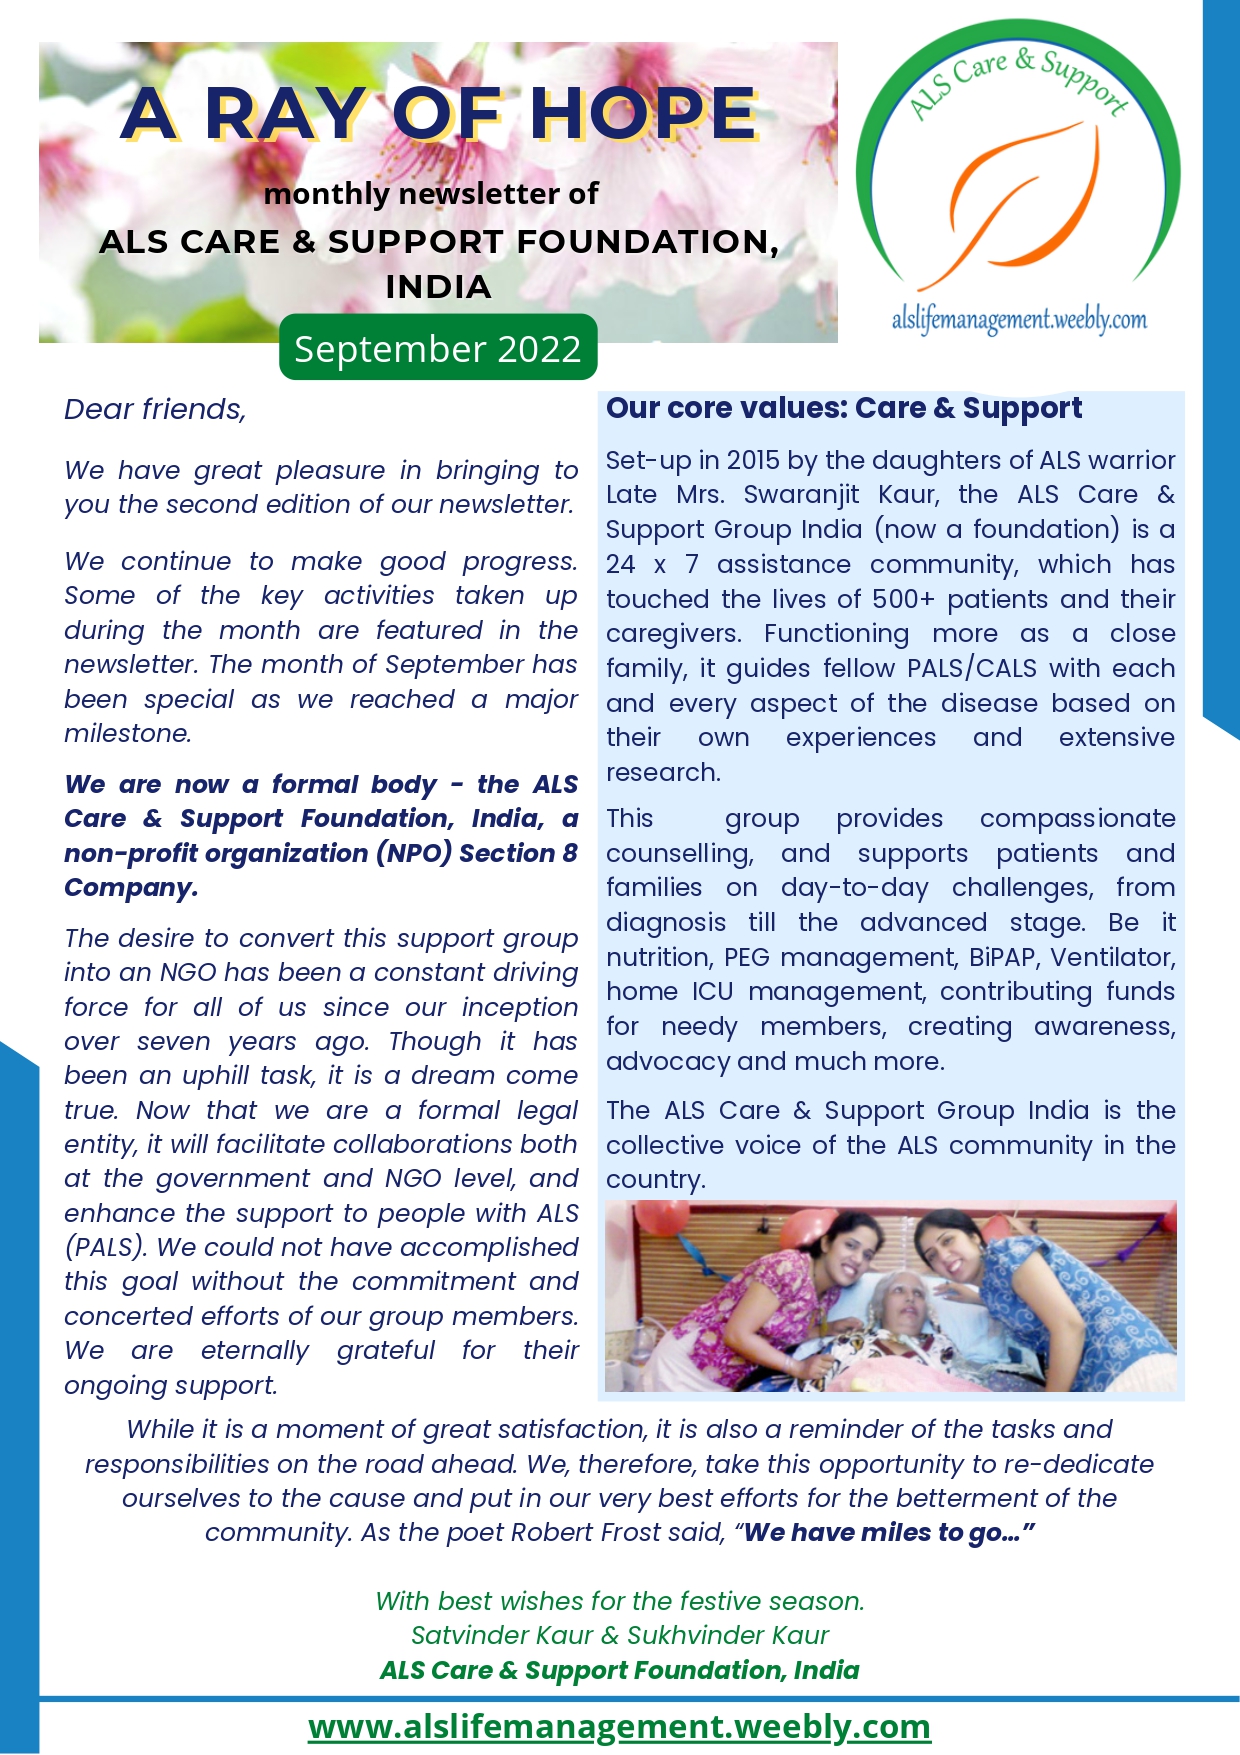 A RAY OF HOPE
monthly newsletter of
ALS CARE & SUPPORT FOUNDATION,
INDIA
September 2022
ALS Care & Support
alslifemanagement.weebly.com
Dear friends,
We have great pleasure in bringing to
you the second edition of our newsletter.
We continue to make good progress.
Some of the key activities taken up
during the month are featured in the
newsletter. The month of September has
been special as we reached a major
milestone.
We are now a formal body - the ALS
Care & Support Foundation, India, a
non-profit organization (NPO) Section 8
Company.
The desire to convert this support group
into an NGO has been a constant driving
force for all of us since our inception
over seven years ago. Though it has
been an uphill task, it is a dream come
true. Now that we are a formal legal
entity, it will facilitate collaborations both
at the government and NGO level, and
enhance the support to people with ALS
(PALS). We could not have accomplished
this goal without the commitment and
concerted efforts of our group members.
We are eternally grateful for their
ongoing support.
Our core values: Care & Support
Set-up in 2015 by the daughters of ALS warrior
Late Mrs. Swaranjit Kaur, the ALS Care &
Support Group India (now a foundation) is a
24 x 7 assistance community, which has
touched the lives of 500+ patients and their
caregivers. Functioning more as a close
family, it guides fellow PALS/CALS with each
and every aspect of the disease based on
their own experiences and extensive
research.
This group provides compassionate
counselling, and supports patients and
families on day-to-day challenges, from
diagnosis till the advanced stage. Be it
nutrition, PEG management, BiPAP, Ventilator,
home ICU management, contributing funds
for needy members, creating awareness,
advocacy and much more.
The ALS Care & Support Group India is the
collective voice of the ALS community in the
country.
While it is a moment of great satisfaction, it is also a reminder of the tasks and
responsibilities on the road ahead. We, therefore, take this opportunity to re-dedicate
ourselves to the cause and put in our very best efforts for the betterment of the
community. As the poet Robert Frost said, “We have miles to go…”
With best wishes for the festive season.
Satvinder Kaur & Sukhvinder Kaur
ALS Care & Support Foundation, India
www.alslifemanagement.weebly.com